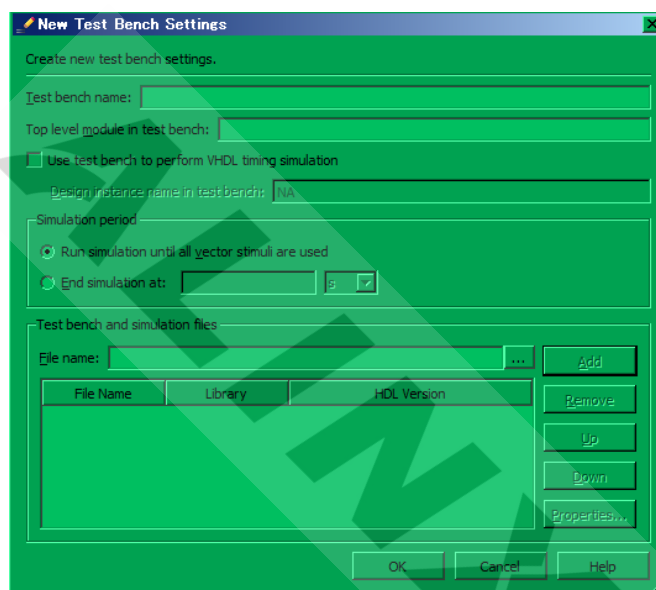 New Test Bench Settings
Create new test bench settings.
Test bench name:
Top level module in test bench:
Use test bench to perform VHDL timing simulation
Design instance name in test bench: NA
Simulation period
Run simulation until all vector stimuli are used
End simulation at: s
Test bench and simulation files
File name: ... Add
File Name Library HDL Version
Remove
Up
Down
Properties...
OK Cancel Help
ALINX